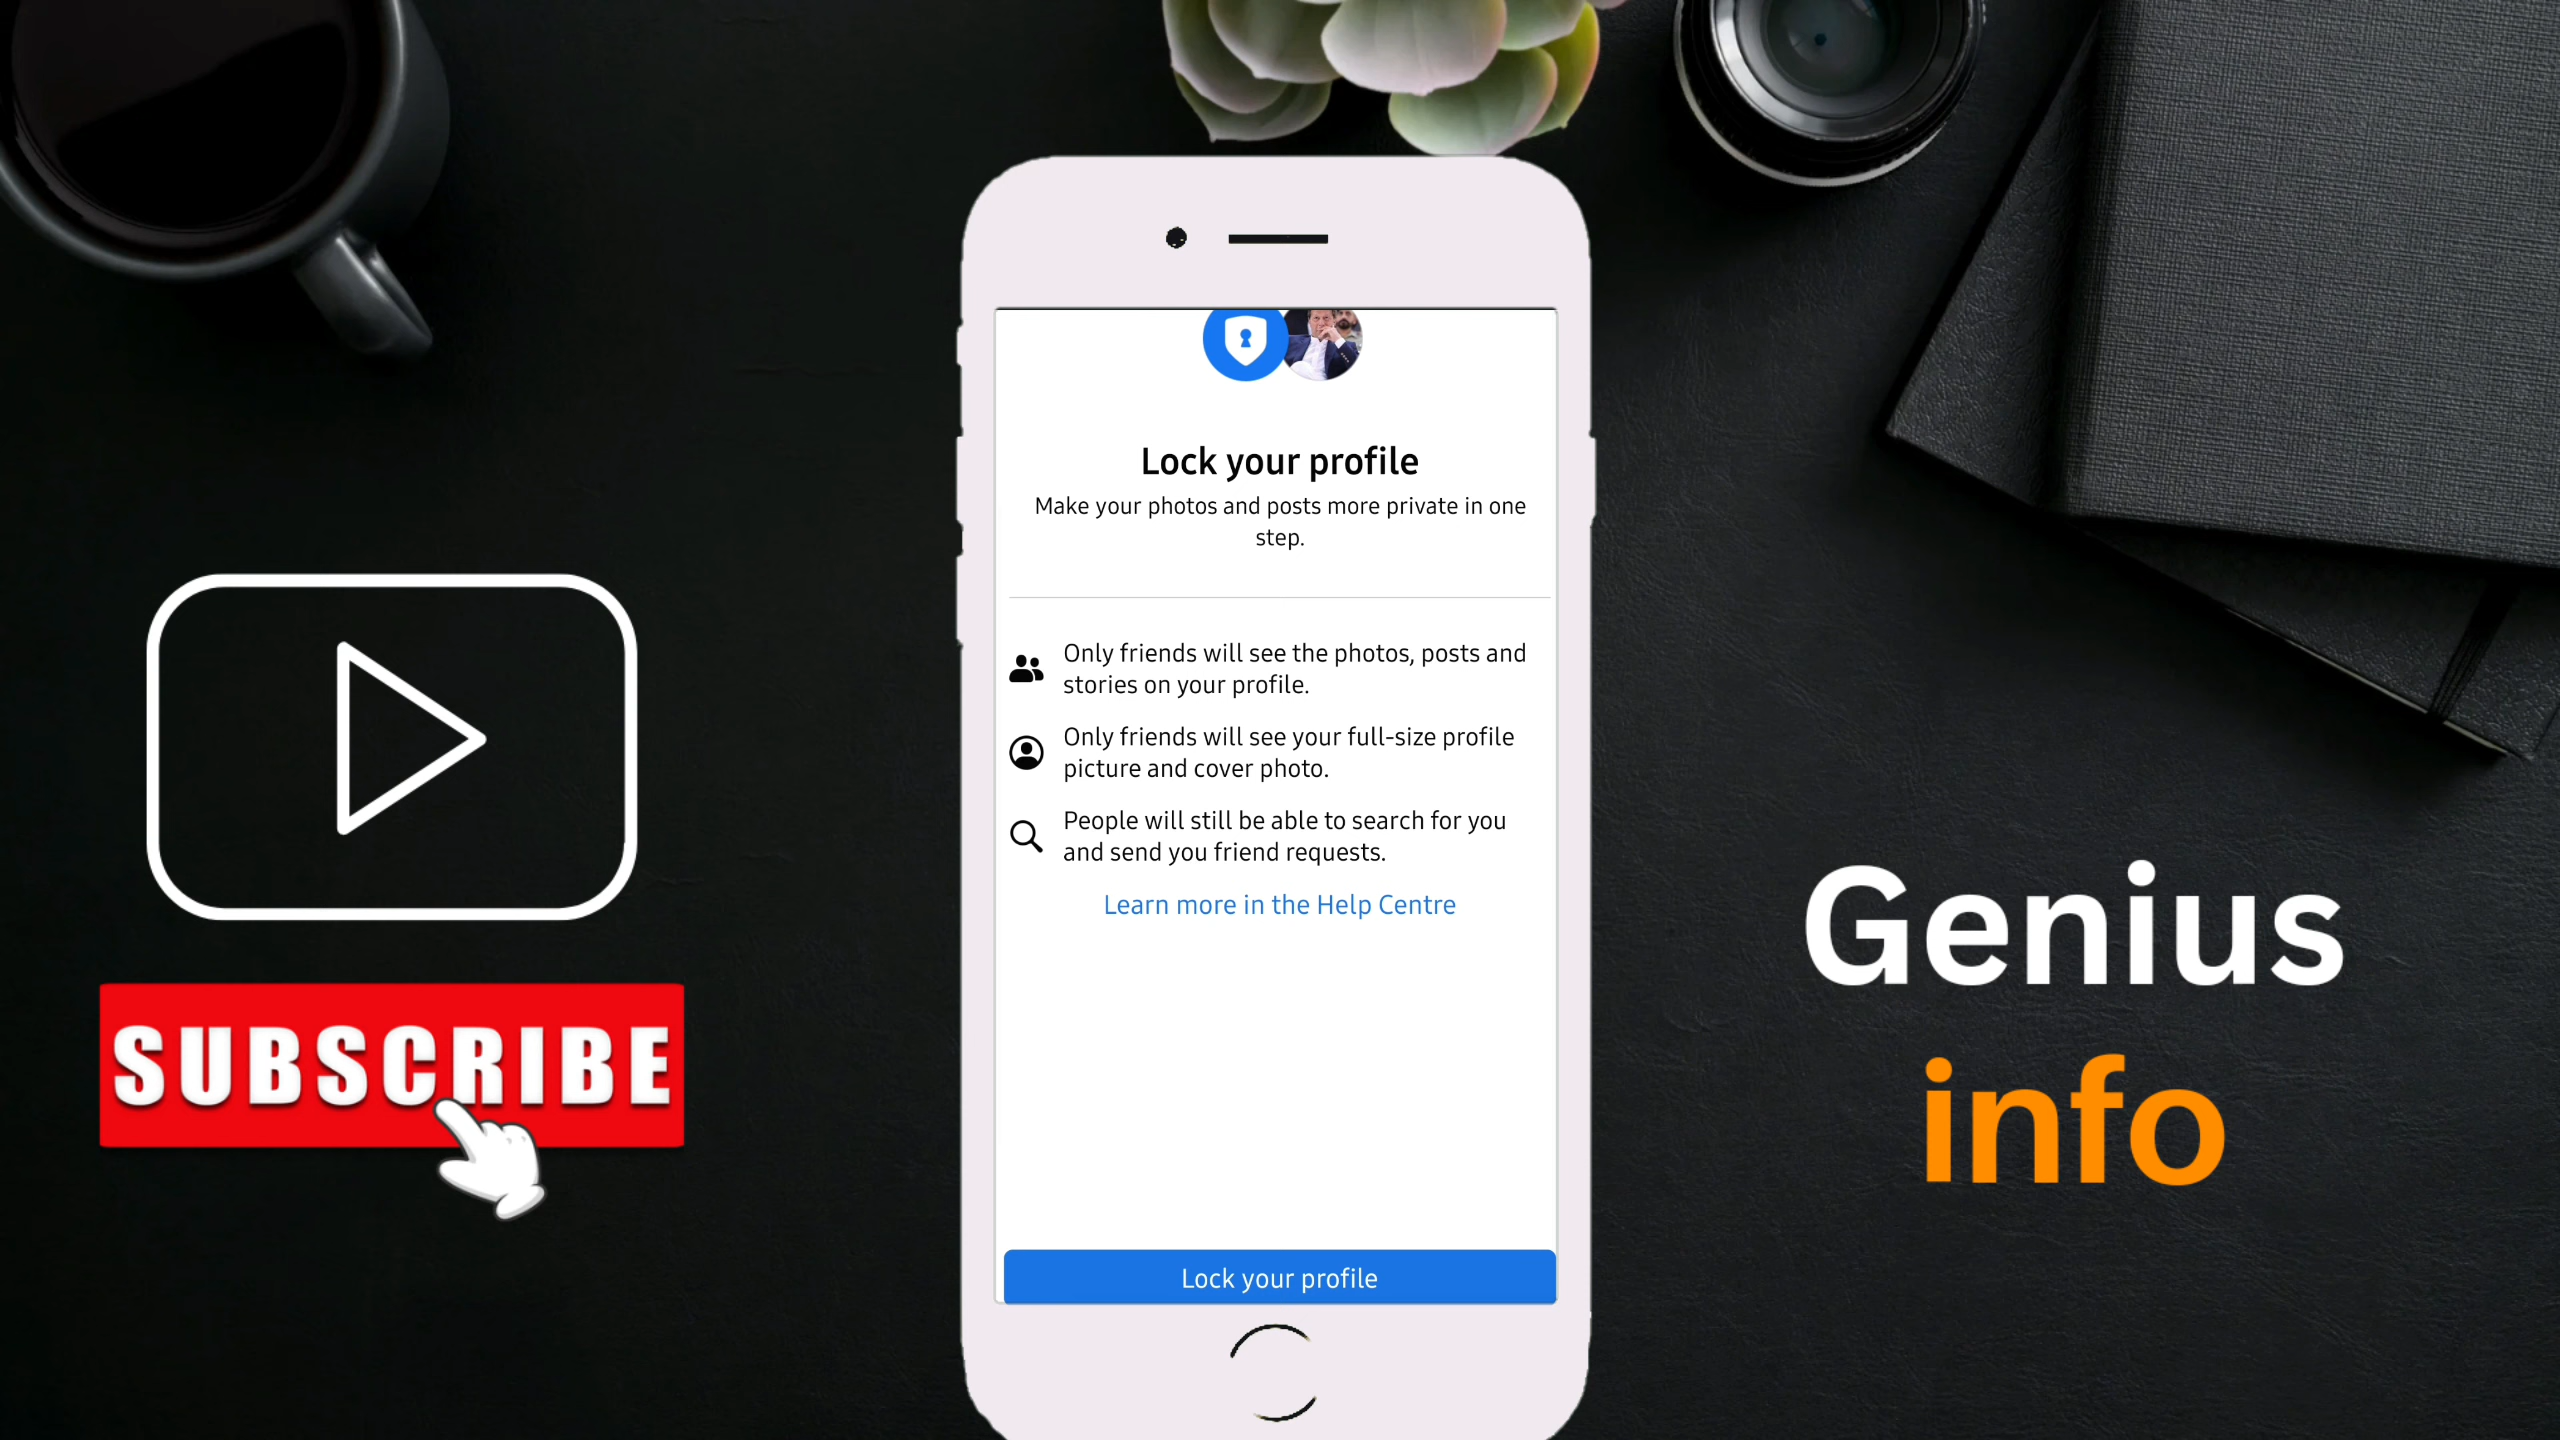 Lock your profile
Make your photos and posts more private in one
step.
Only friends will see the photos, posts and
stories on your profile.
Only friends will see your full-size profile
picture and cover photo.
People will still be able to search for you
and send you friend requests.
Learn more in the Help Centre
Lock your profile
SUBSCRIBE
Genius
info